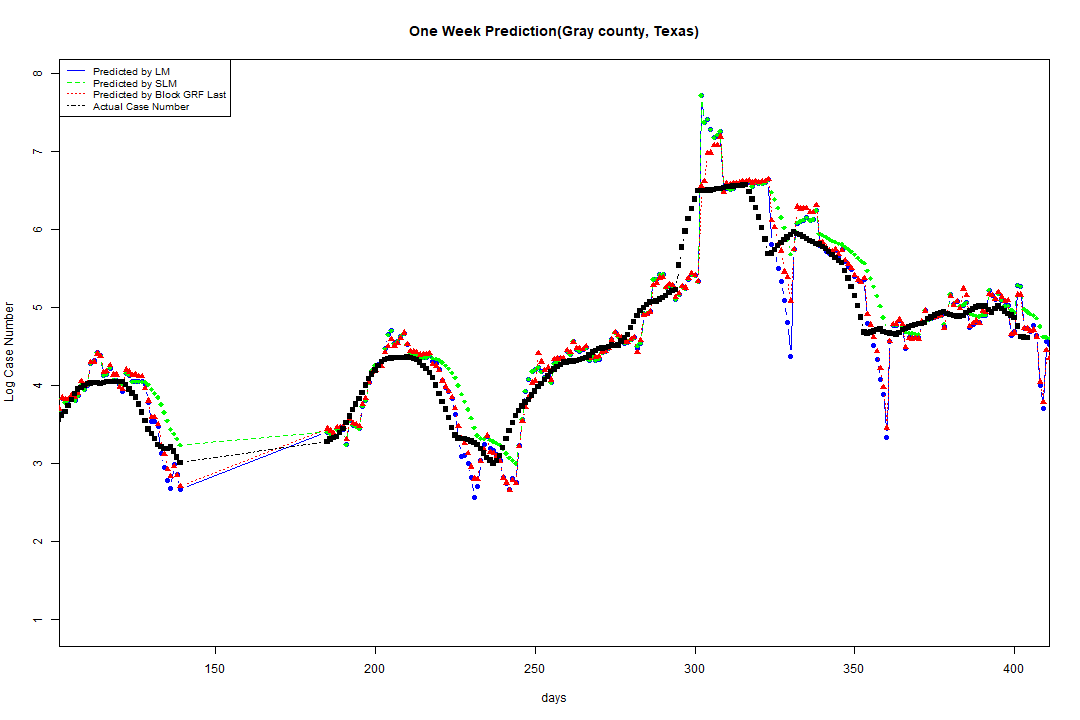 One Week Prediction(Gray county, Texas)
Predicted by LM
Predicted by SLM
Predicted by Block GRF Last
Actual Case Number
Log Case Number
8
7
6
5
4
3
2
1
150 200 250 300 350 400
days